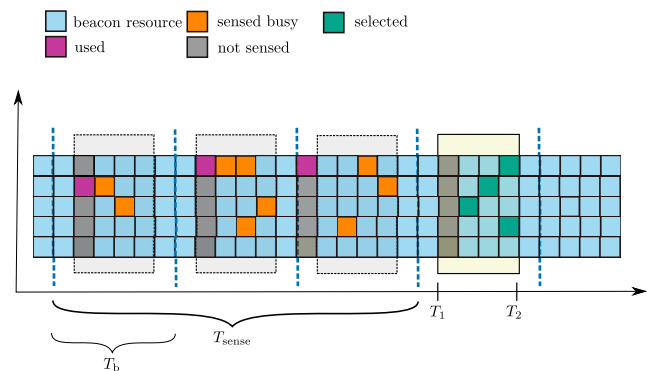 beacon resource
sensed busy
selected
used
not sensed
T1
T2
Tsense
Tb